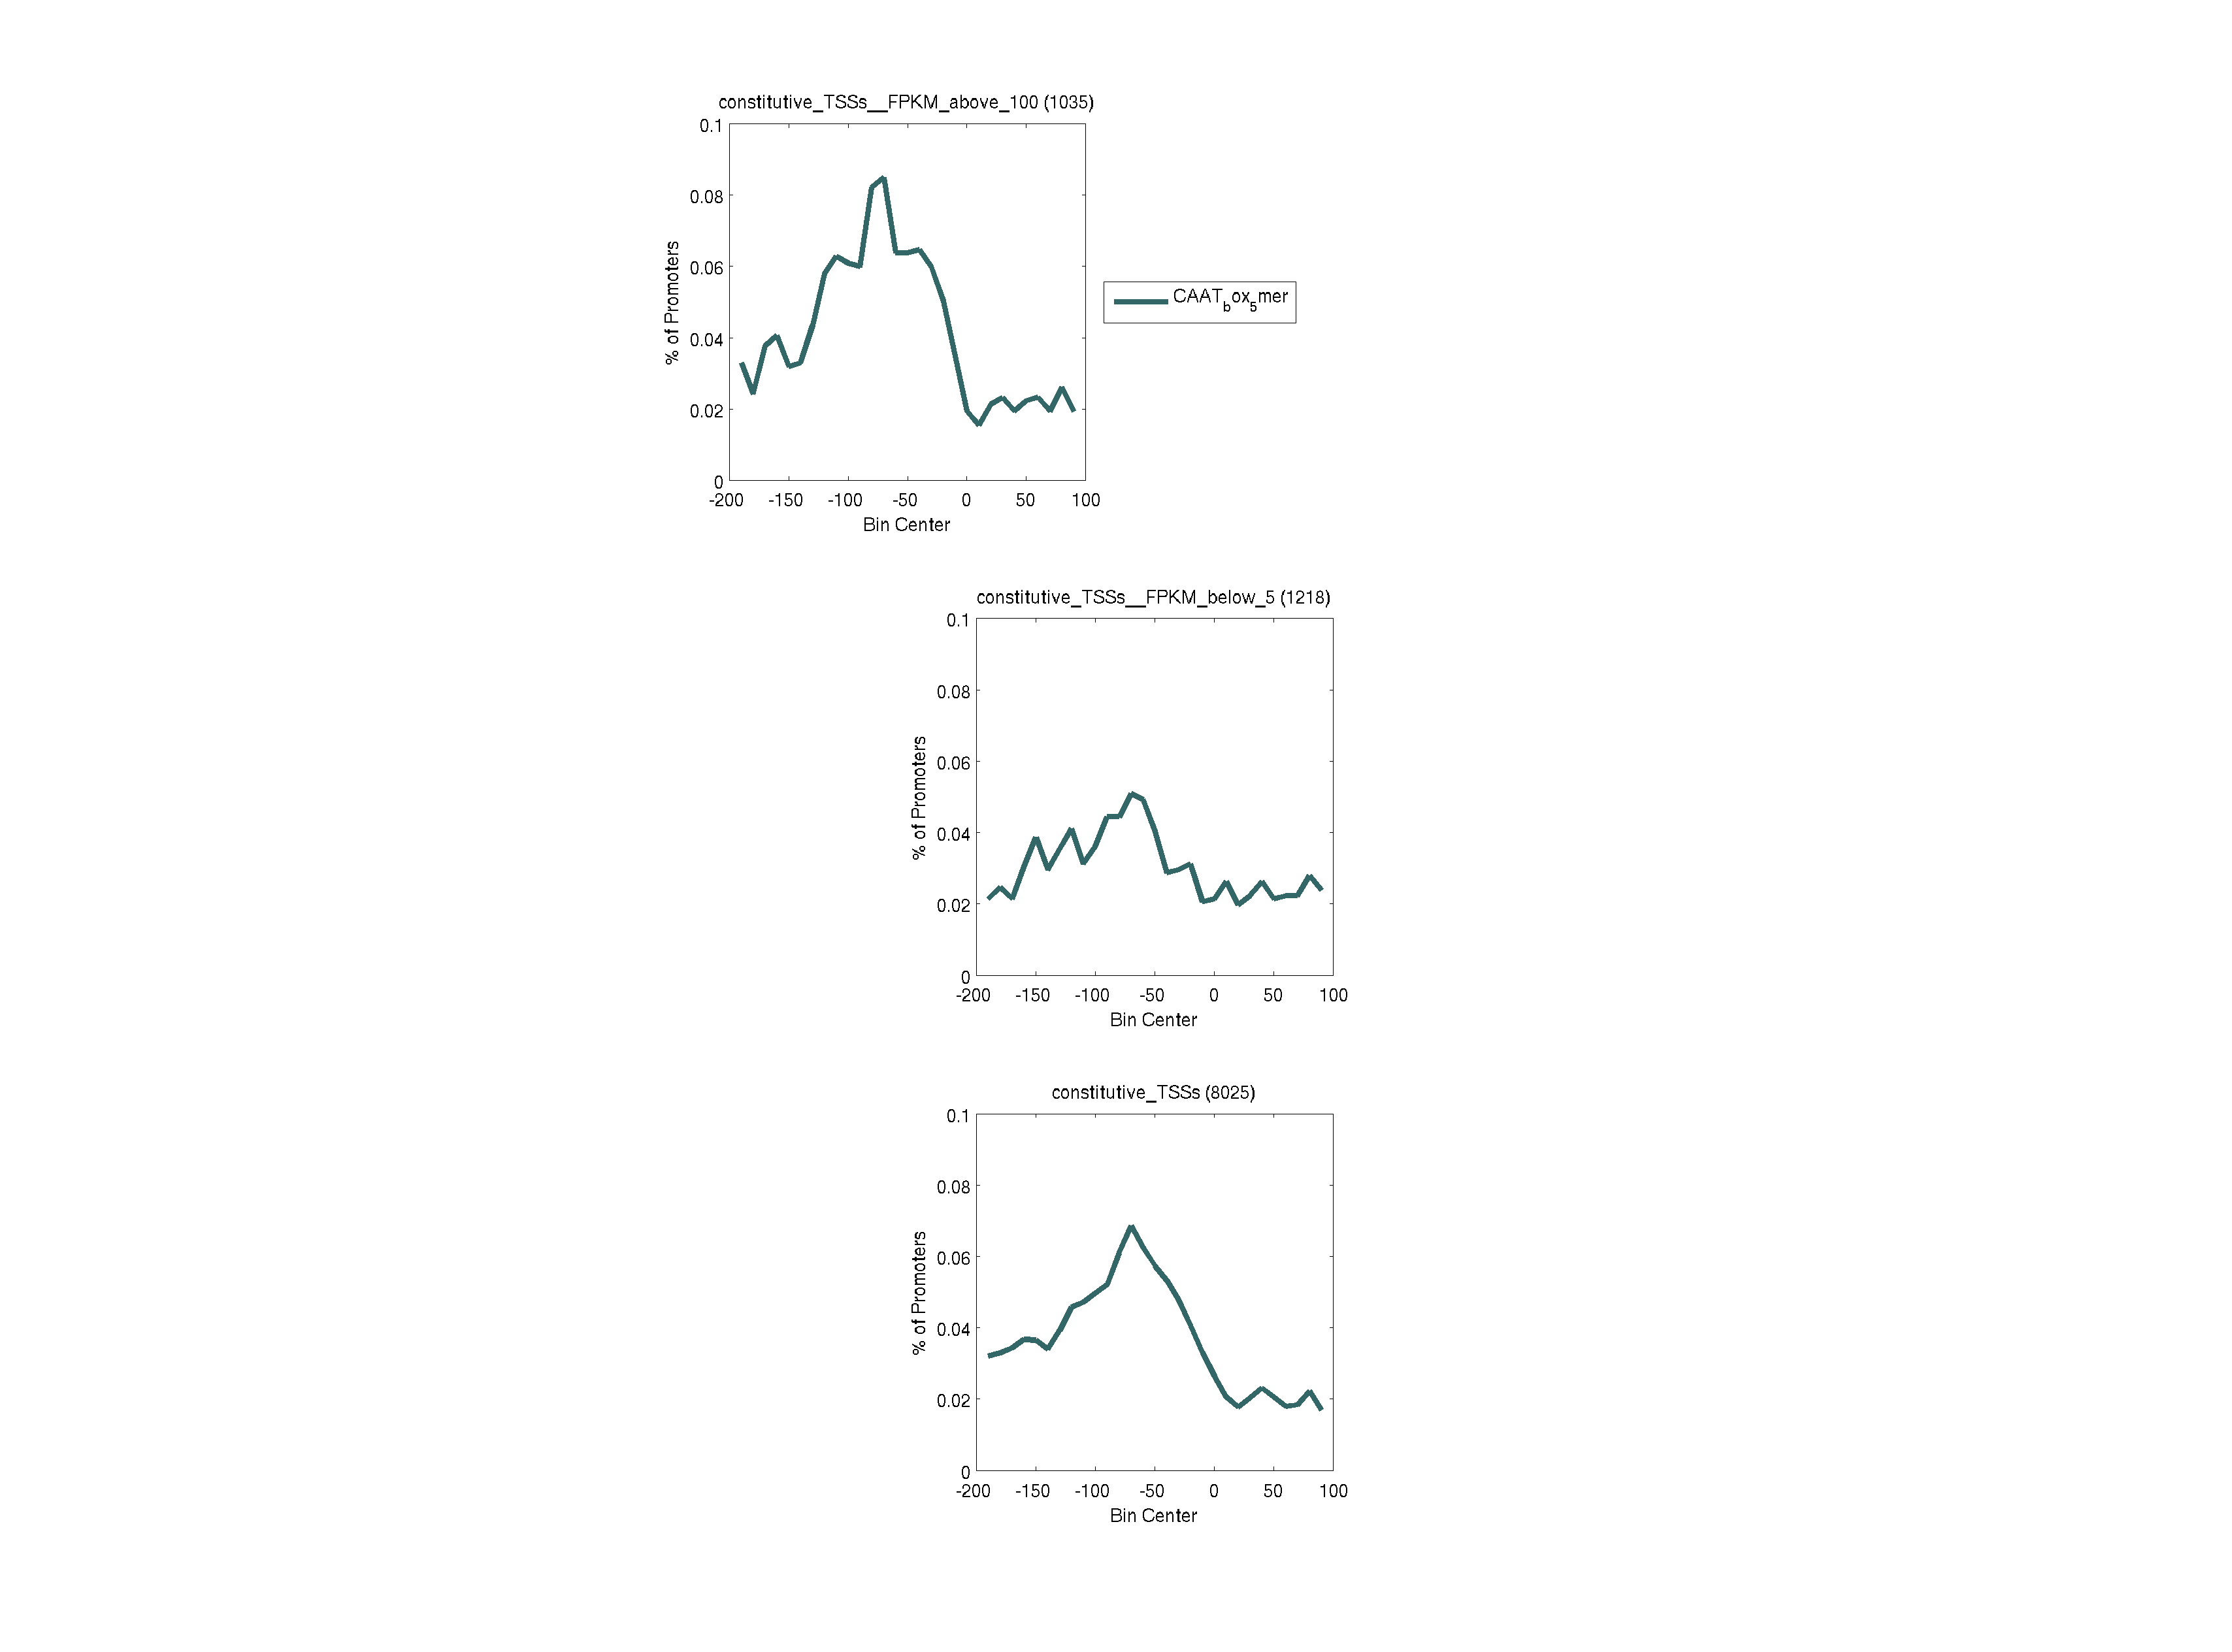 constitutive_TSSs__FPKM_above_100 (1035)
0.1
0.08
0.06
0.04
0.02
0
% of Promoters
-200 -150 -100 -50 0 50 100
Bin Center
CAAT_box_5mer
constitutive_TSSs__FPKM_below_5 (1218)
0.1
0.08
0.06
0.04
0.02
0
% of Promoters
-200 -150 -100 -50 0 50 100
Bin Center
constitutive_TSSs (8025)
0.1
0.08
0.06
0.04
0.02
0
% of Promoters
-200 -150 -100 -50 0 50 100
Bin Center